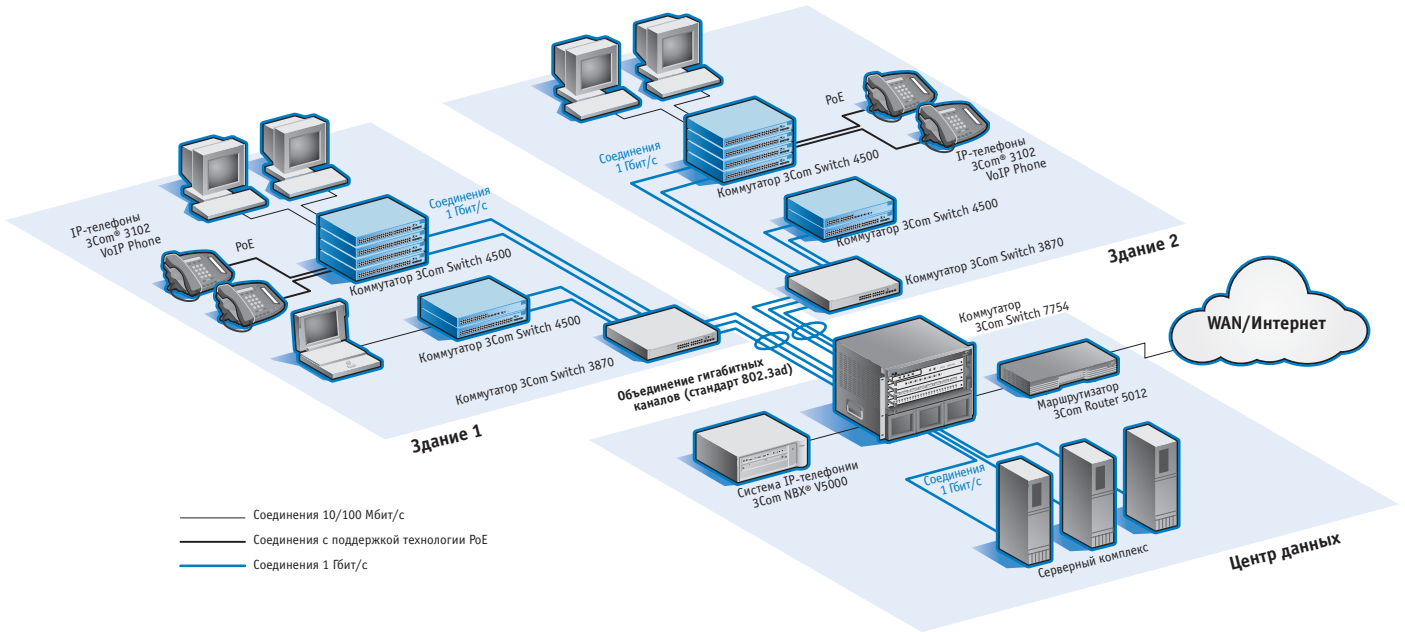 PoE
IP-телефоны
3Com® 3102
VoIP Phone
Соединения
1 Гбит/с
Коммутатор 3Com Switch 4500
Коммутатор 3Com Switch 4500
Коммутатор 3Com Switch 3870
Здание 2
IP-телефоны
3Com® 3102
VoIP Phone
PoE
Соединения
1 Гбит/с
Коммутатор 3Com Switch 4500
Коммутатор 3Com Switch 4500
Коммутатор 3Com Switch 3870
Здание 1
Объединение гигабитных
каналов (стандарт 802.3ad)
Коммутатор
3Com Switch 7754
WAN/Интернет
Маршрутизатор
3Com Router 5012
Система IP-телефонии
3Com NBX® V5000
Соединения
1 Гбит/с
Серверный комплекс
Центр данных
Соединения 10/100 Мбит/с
Соединения с поддержкой технологии PoE
Соединения 1 Гбит/с